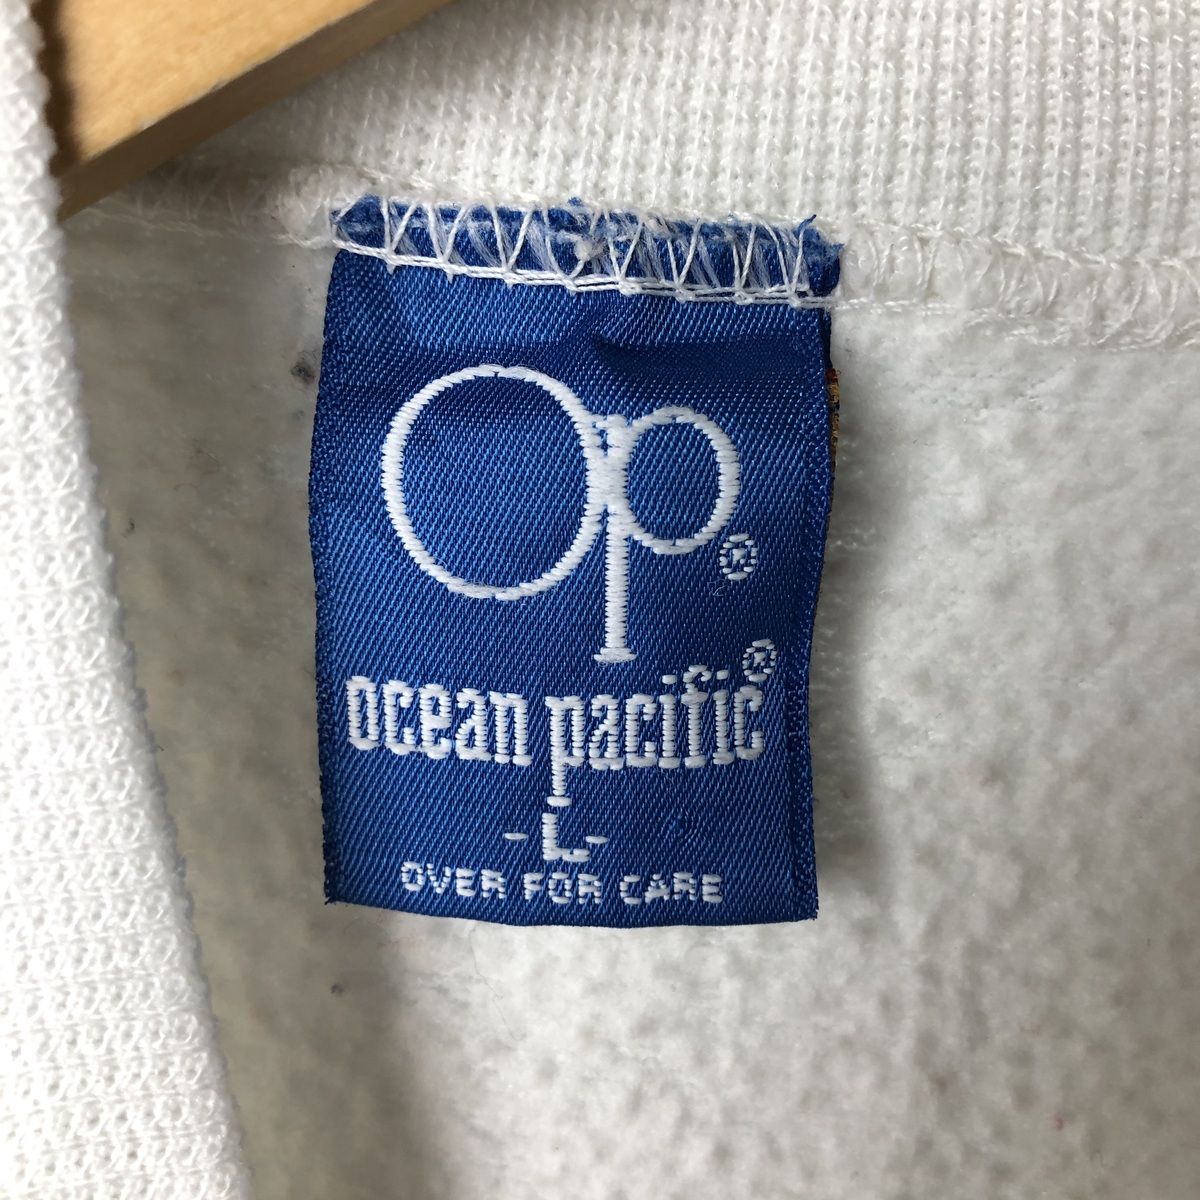 Op®
ocean pacific®
-L-
OVER FOR CARE